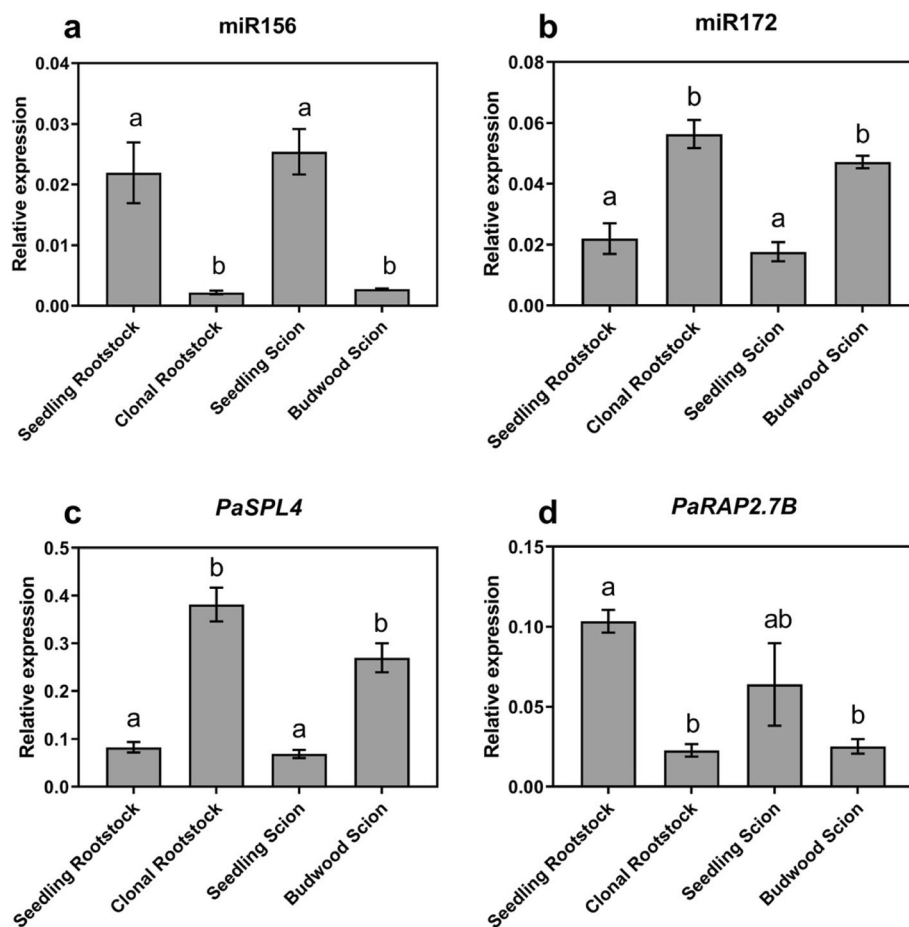 a
miR156
Relative expression
0.04
0.03
0.02
0.01
0.00
a
b
a
b
Seedling Rootstock
Clonal Rootstock
Seedling Scion
Budwood Scion
b
miR172
Relative expression
0.08
0.06
0.04
0.02
0.00
a
b
a
b
Seedling Rootstock
Clonal Rootstock
Seedling Scion
Budwood Scion
c
PaSPL4
Relative expression
0.5
0.4
0.3
0.2
0.1
0.0
a
b
a
b
Seedling Rootstock
Clonal Rootstock
Seedling Scion
Budwood Scion
d
PaRAP2.7B
Relative expression
0.15
0.10
0.05
0.00
a
b
ab
b
Seedling Rootstock
Clonal Rootstock
Seedling Scion
Budwood Scion